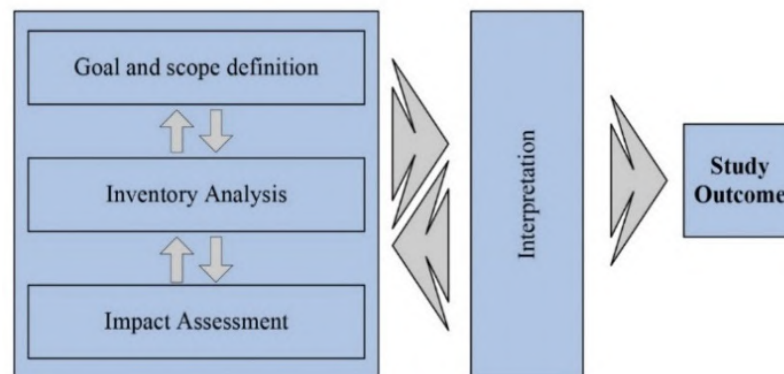 Goal and scope definition
Inventory Analysis
Impact Assessment
Interpretation
Study
Outcome